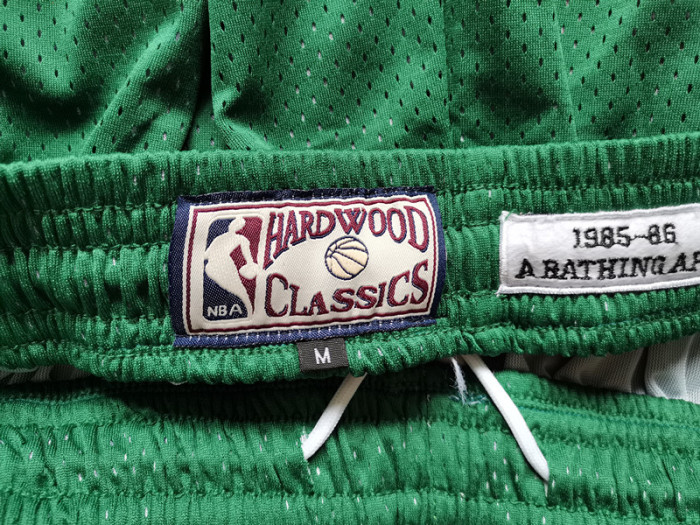 HARDWOOD
CLASSICS
NBA
M
1985-86
A BATHING AP